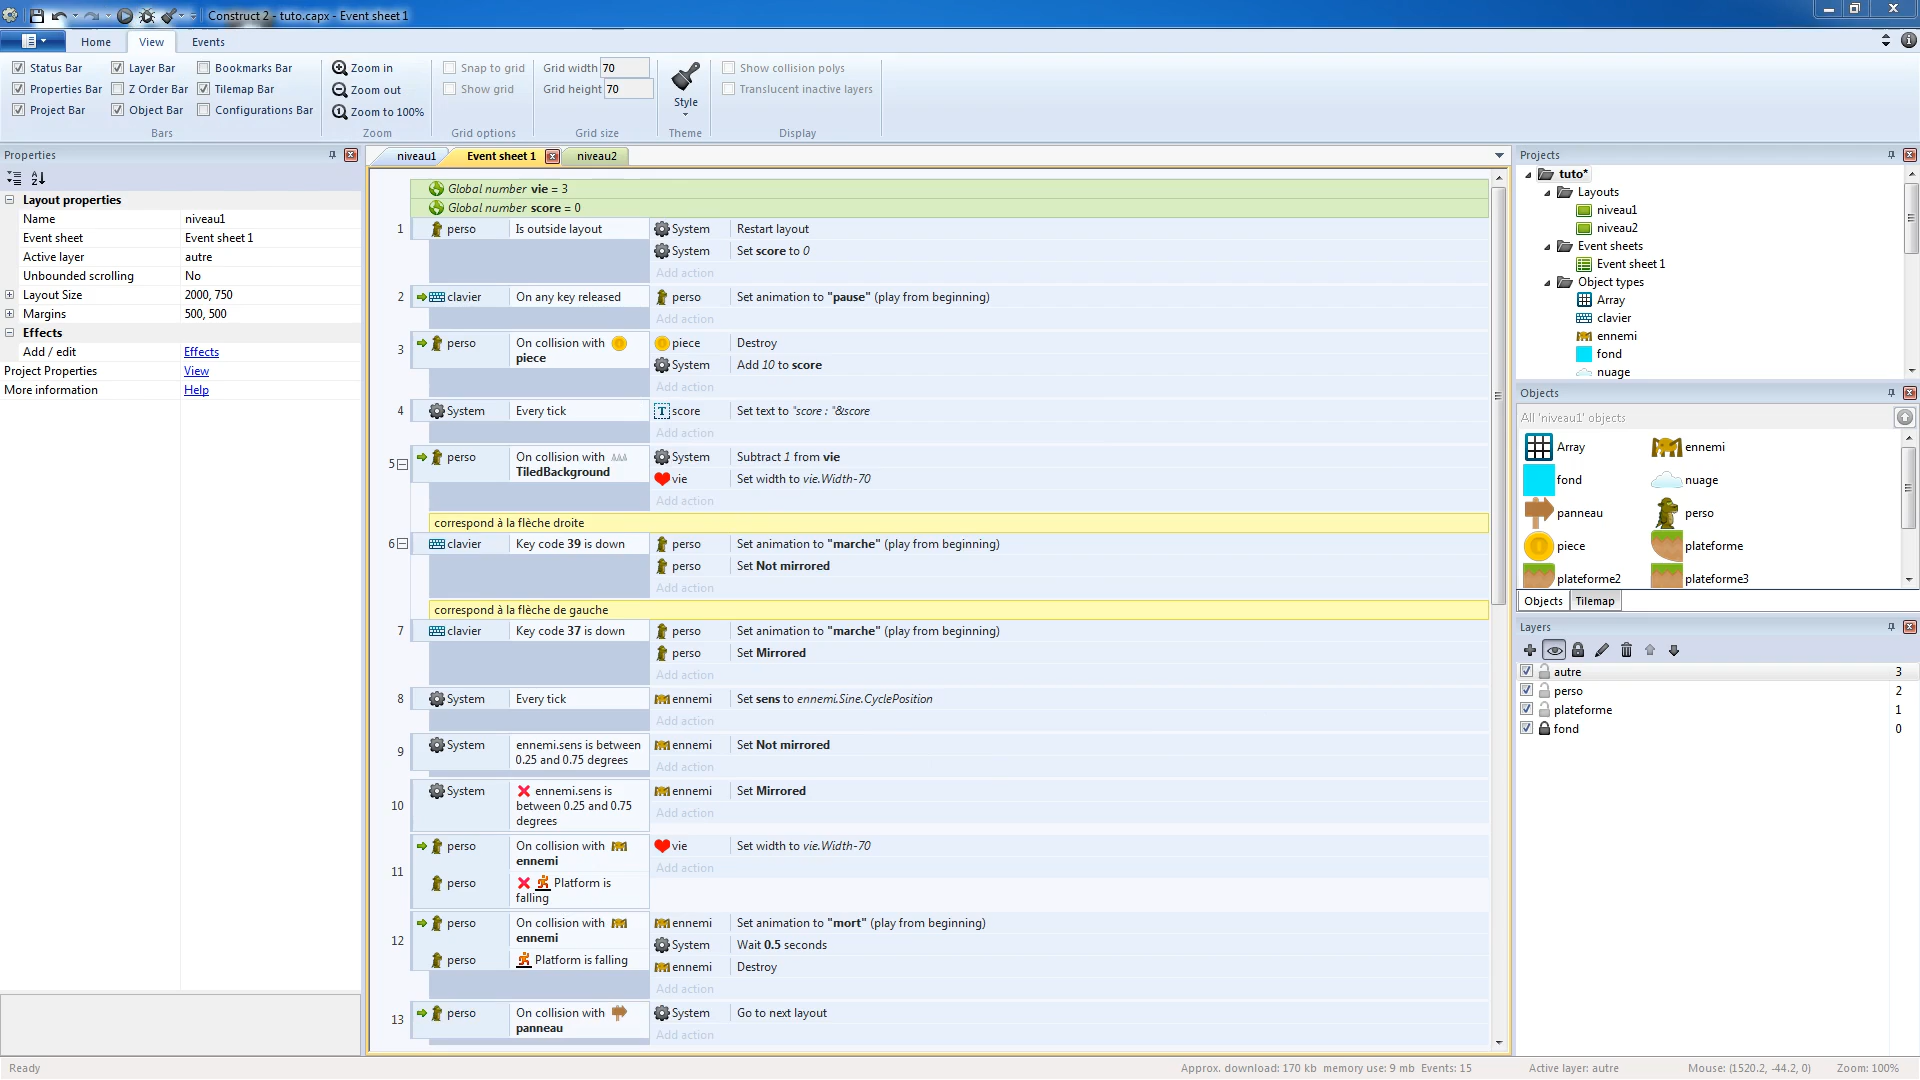 Construct 2 - tuto.capx - Event sheet 1
Home View Events
Status Bar Layer Bar Bookmarks Bar Zoom in Snap to grid Grid width 70 Show collision polys
Properties Bar Z Order Bar Tilemap Bar Zoom out Show grid Grid height 70 Translucent inactive layers
Project Bar Object Bar Configurations Bar Zoom to 100% Style
Bars Zoom Grid options Grid size Theme Display
Properties
Layout properties
Name niveau1
Event sheet Event sheet 1
Active layer autre
Unbounded scrolling No
Layout Size 2000, 750
Margins 500, 500
Effects
Add / edit Effects
Project Properties View
More information Help
niveau1 Event sheet 1 niveau2
Global number vie = 3
Global number score = 0
1 perso Is outside layout System Restart layout
System Set score to 0
Add action
2 clavier On any key released perso Set animation to "pause" (play from beginning)
Add action
3 perso On collision with piece piece Destroy
System Add 10 to score
Add action
4 System Every tick T score Set text to "score : "&score
Add action
5 perso On collision with TiledBackground System Subtract 1 from vie
vie Set width to vie.Width-70
Add action
correspond à la flèche droite
6 clavier Key code 39 is down perso Set animation to "marche" (play from beginning)
perso Set Not mirrored
Add action
correspond à la flèche de gauche
7 clavier Key code 37 is down perso Set animation to "marche" (play from beginning)
perso Set Mirrored
Add action
8 System Every tick ennemi Set sens to ennemi.Sine.CyclePosition
Add action
9 System ennemi.sens is between 0.25 and 0.75 degrees ennemi Set Not mirrored
Add action
10 System ennemi.sens is between 0.25 and 0.75 degrees ennemi Set Mirrored
Add action
11 perso On collision with ennemi vie Set width to vie.Width-70
Add action
perso Platform is falling
12 perso On collision with ennemi ennemi Set animation to "mort" (play from beginning)
System Wait 0.5 seconds
perso Platform is falling ennemi Destroy
Add action
13 perso On collision with panneau System Go to next layout
Add action
Projects
tuto*
Layouts
niveau1
niveau2
Event sheets
Event sheet 1
Object types
Array
clavier
ennemi
fond
nuage
Objects
All 'niveau1' objects
Array ennemi
fond nuage
panneau perso
piece plateforme
plateforme2 plateforme3
Objects Tilemap
Layers
autre 3
perso 2
plateforme 1
fond 0
Ready Approx. download: 170 kb memory use: 9 mb Events: 15 Active layer: autre Mouse: (1520.2, -44.2, 0) Zoom: 100%